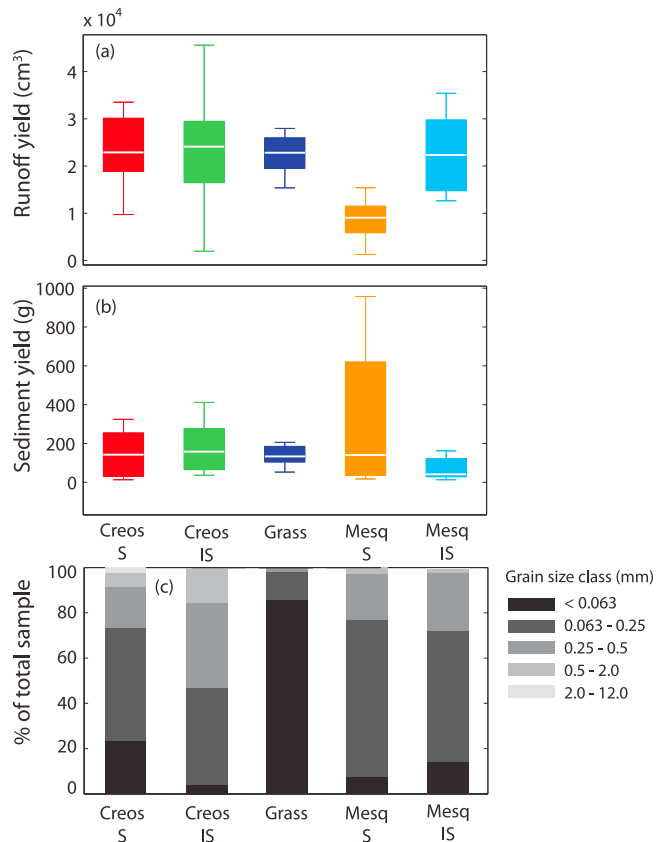 x 10⁴
(a)
Runoff yield (cm³)
4
3
2
1
0
(b)
Sediment yield (g)
1000
800
600
400
200
0
Creos Creos Grass Mesq Mesq
S IS S IS
(c)
% of total sample
100
80
60
40
20
0
Creos Creos Grass Mesq Mesq
S IS S IS
Grain size class (mm)
< 0.063
0.063 - 0.25
0.25 - 0.5
0.5 - 2.0
2.0 - 12.0